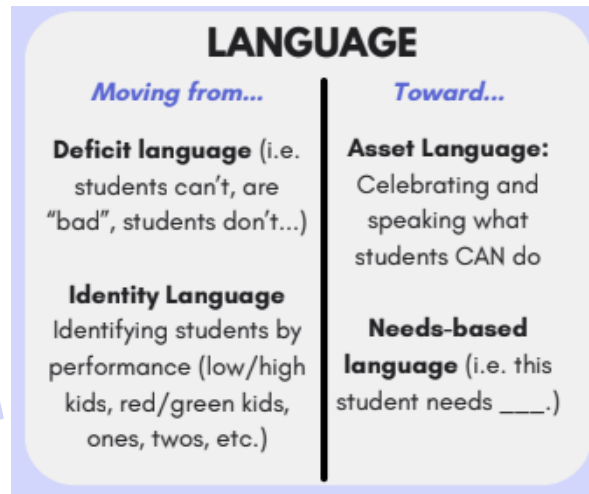 LANGUAGE
Moving from...
Deficit language (i.e.
students can't, are
"bad", students don't...)
Identity Language
Identifying students by
performance (low/high
kids, red/green kids,
ones, twos, etc.)
Toward...
Asset Language:
Celebrating and
speaking what
students CAN do
Needs-based
language (i.e. this
student needs ___.)